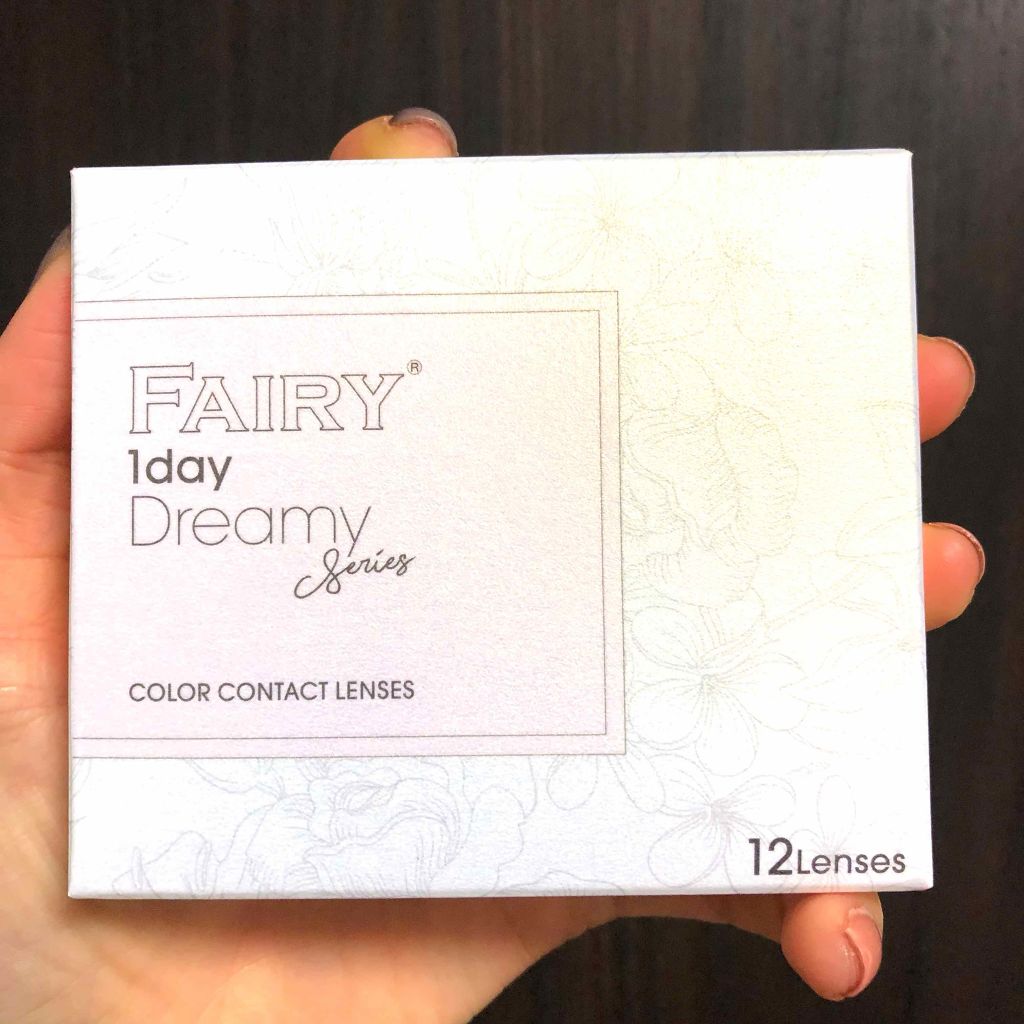 FAIRY®
1day
Dreamy
Series
COLOR CONTACT LENSES
12Lenses